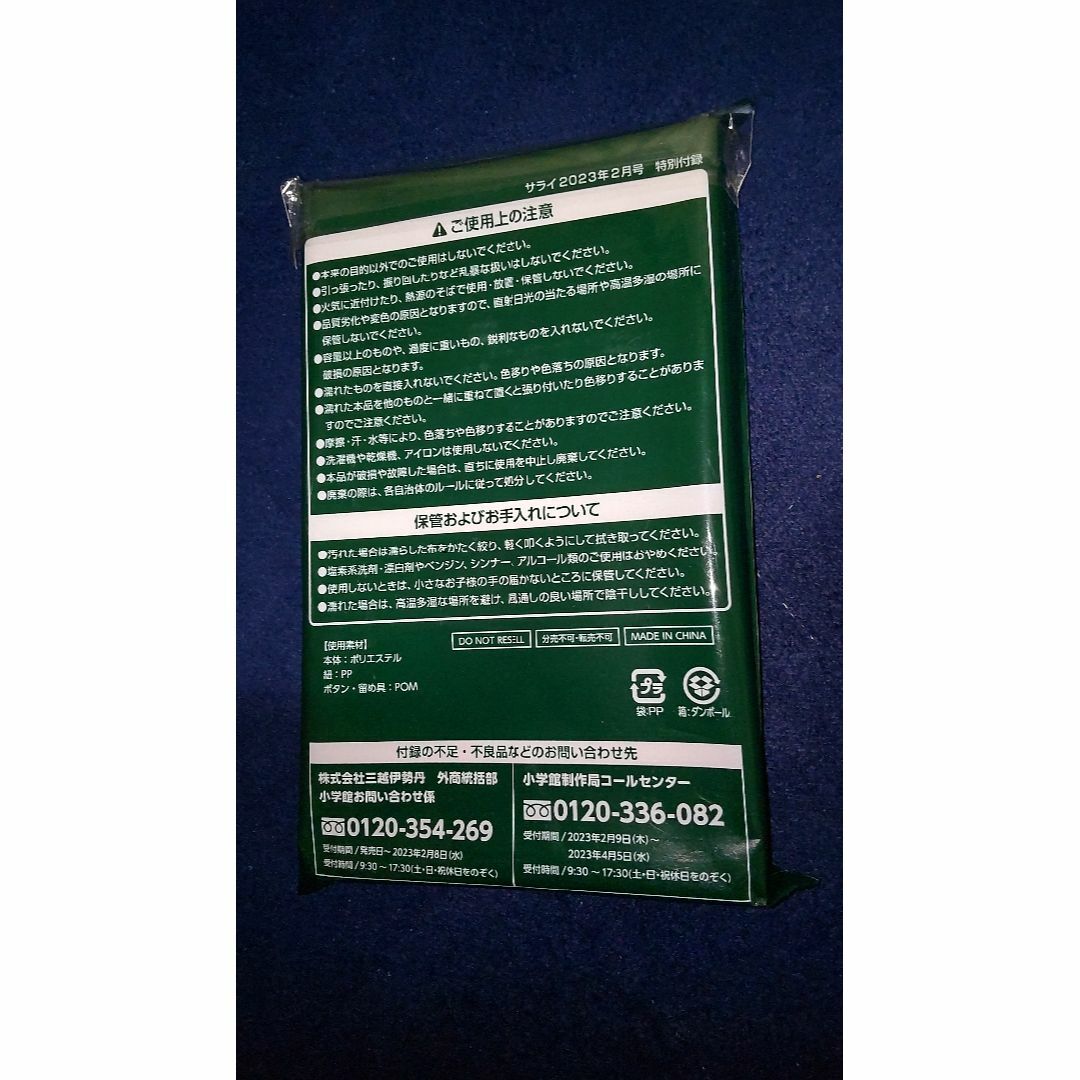 サライ2023年2月号 特別付録
ご使用上の注意
●本来の目的以外でのご使用はしないでください。
●引っ張ったり、振り回したりなど乱暴な扱いはしないでください。
●火気に近付けたり、熱源のそばで使用・放置・保管しないでください。
●品質劣化や変色の原因となりますので、直射日光の当たる場所や高温多湿の場所に
保管しないでください。
●容量以上のものや、過度に重いもの、鋭利なものを入れないでください。
破損の原因となります。
●濡れたものを直接入れないでください。色移りや色落ちの原因となります。
●濡れた本品を他のものと一緒に重ねて置くと張り付いたり色移りすることがありま
すのでご注意ください。
●摩擦・汗・水等により、色落ちや色移りすることがありますのでご注意ください。
●洗濯機や乾燥機、アイロンは使用しないでください。
●本品が破損や故障した場合は、直ちに使用を中止し廃棄してください。
●廃棄の際は、各自治体のルールに従って処分してください。
保管およびお手入れについて
●汚れた場合は濡らした布をかたく絞り、軽く叩くようにして拭き取ってください。
●塩素系洗剤・漂白剤やベンジン、シンナー、アルコール類のご使用はおやめください。
●使用しないときは、小さなお子様の手の届かないところに保管してください。
●濡れた場合は、高温多湿な場所を避け、風通しの良い場所で陰干ししてください。
【使用素材】
本体：ポリエステル
紐：PP
ボタン・留め具：POM
DO NOT RESELL
分売不可・転売不可
MADE IN CHINA
プラ
袋:PP
箱:ダンボール
付録の不足・不良品などのお問い合わせ先
株式会社三越伊勢丹 外商統括部
小学館お問い合わせ係
0120-354-269
受付期間/発売日～2023年2月8日(水)
受付時間/9:30～17:30(土・日・祝休日をのぞく)
小学館制作局コールセンター
0120-336-082
受付期間/2023年2月9日(木)～
2023年4月5日(水)
受付時間/9:30～17:30(土・日・祝休日をのぞく)